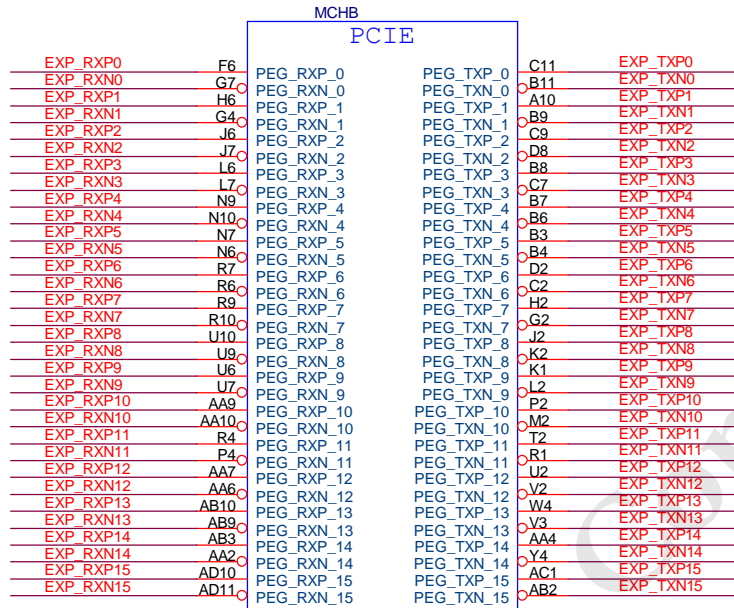 MCHB
PCIE
EXP_RXP0 F6 PEG_RXP_0 PEG_TXP_0 C11 EXP_TXP0
EXP_RXN0 G7 PEG_RXN_0 PEG_TXN_0 B11 EXP_TXN0
EXP_RXP1 H6 PEG_RXP_1 PEG_TXP_1 A10 EXP_TXP1
EXP_RXN1 G4 PEG_RXN_1 PEG_TXN_1 B9 EXP_TXN1
EXP_RXP2 J6 PEG_RXP_2 PEG_TXP_2 C9 EXP_TXP2
EXP_RXN2 J7 PEG_RXN_2 PEG_TXN_2 D8 EXP_TXN2
EXP_RXP3 L6 PEG_RXP_3 PEG_TXP_3 B8 EXP_TXP3
EXP_RXN3 L7 PEG_RXN_3 PEG_TXN_3 C7 EXP_TXN3
EXP_RXP4 N9 PEG_RXP_4 PEG_TXP_4 B7 EXP_TXP4
EXP_RXN4 N10 PEG_RXN_4 PEG_TXN_4 B6 EXP_TXN4
EXP_RXP5 N7 PEG_RXP_5 PEG_TXP_5 B3 EXP_TXP5
EXP_RXN5 N6 PEG_RXN_5 PEG_TXN_5 B4 EXP_TXN5
EXP_RXP6 R7 PEG_RXP_6 PEG_TXP_6 D2 EXP_TXP6
EXP_RXN6 R6 PEG_RXN_6 PEG_TXN_6 C2 EXP_TXN6
EXP_RXP7 R9 PEG_RXP_7 PEG_TXP_7 H2 EXP_TXP7
EXP_RXN7 R10 PEG_RXN_7 PEG_TXN_7 G2 EXP_TXN7
EXP_RXP8 U10 PEG_RXP_8 PEG_TXP_8 J2 EXP_TXP8
EXP_RXN8 U9 PEG_RXN_8 PEG_TXN_8 K2 EXP_TXN8
EXP_RXP9 U6 PEG_RXP_9 PEG_TXP_9 K1 EXP_TXP9
EXP_RXN9 U7 PEG_RXN_9 PEG_TXN_9 L2 EXP_TXN9
EXP_RXP10 AA9 PEG_RXP_10 PEG_TXP_10 P2 EXP_TXP10
EXP_RXN10 AA10 PEG_RXN_10 PEG_TXN_10 M2 EXP_TXN10
EXP_RXP11 R4 PEG_RXP_11 PEG_TXP_11 T2 EXP_TXP11
EXP_RXN11 P4 PEG_RXN_11 PEG_TXN_11 R1 EXP_TXN11
EXP_RXP12 AA7 PEG_RXP_12 PEG_TXP_12 U2 EXP_TXP12
EXP_RXN12 AA6 PEG_RXN_12 PEG_TXN_12 V2 EXP_TXN12
EXP_RXP13 AB10 PEG_RXP_13 PEG_TXP_13 W4 EXP_TXP13
EXP_RXN13 AB9 PEG_RXN_13 PEG_TXN_13 V3 EXP_TXN13
EXP_RXP14 AB3 PEG_RXP_14 PEG_TXP_14 AA4 EXP_TXP14
EXP_RXN14 AA2 PEG_RXN_14 PEG_TXN_14 Y4 EXP_TXN14
EXP_RXP15 AD10 PEG_RXP_15 PEG_TXP_15 AC1 EXP_TXP15
EXP_RXN15 AD11 PEG_RXN_15 PEG_TXN_15 AB2 EXP_TXN15